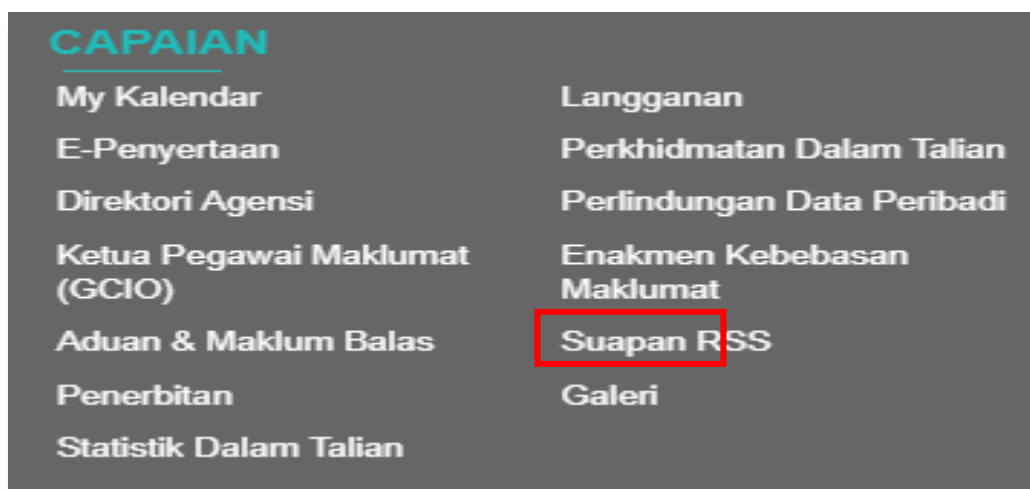 CAPAIAN
My Kalendar
E-Penyertaan
Direktori Agensi
Ketua Pegawai Maklumat
(GCIO)
Aduan & Maklum Balas
Penerbitan
Statistik Dalam Talian
Langganan
Perkhidmatan Dalam Talian
Perlindungan Data Peribadi
Enakmen Kebebasan
Maklumat
Suapan RSS
Galeri